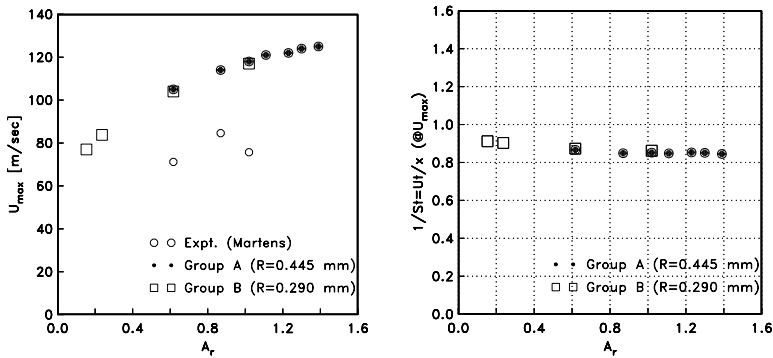 140
120
100
80
60
40
20
0
U_max [m/sec]
Expt. (Martens)
Group A (R=0.445 mm)
Group B (R=0.290 mm)
0.0 0.4 0.8 1.2 1.6
A_r
1.6
1.4
1.2
1.0
0.8
0.6
0.4
0.2
0.0
1/St=Ut/x (@U_max)
Group A (R=0.445 mm)
Group B (R=0.290 mm)
0.0 0.4 0.8 1.2 1.6
A_r